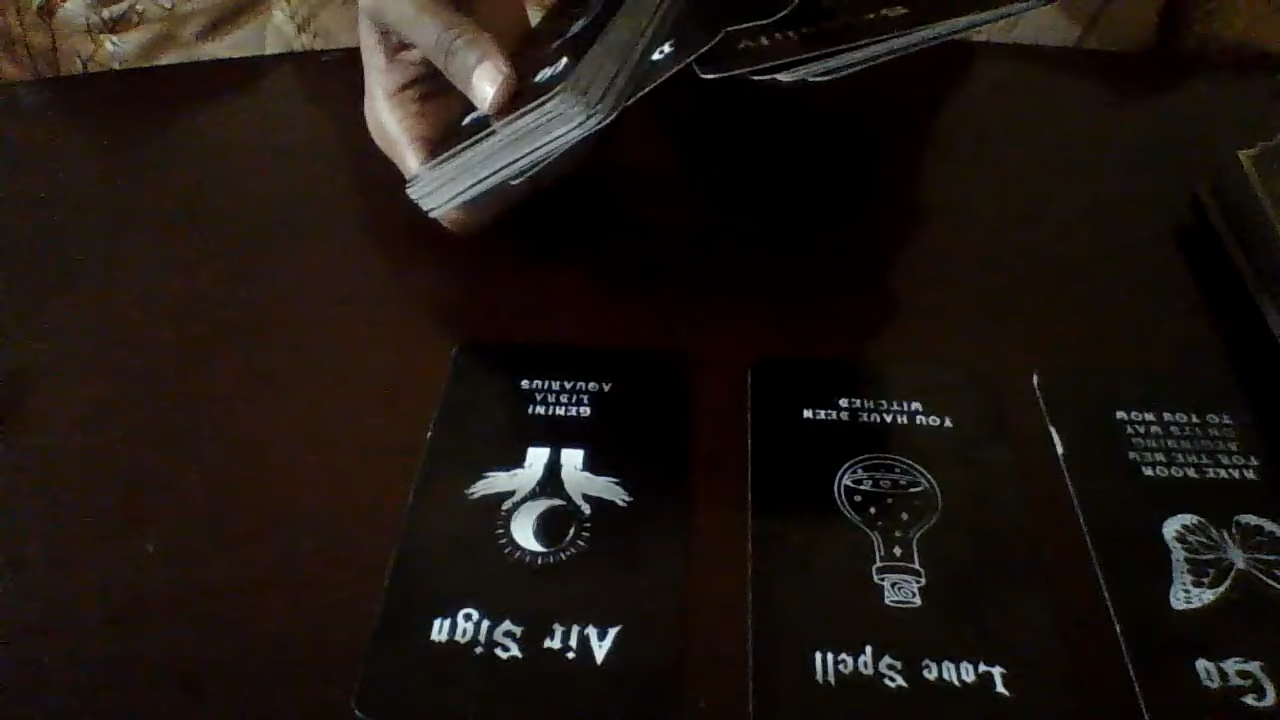 Air Sign
GEMINI
LIBRA
AQUARIUS
Love Spell
YOU HAVE BEEN
WITCHED
Go
MAKE ROOM
FOR THE NEW
BEGINNING
ON ITS WAY
TO YOU NOW